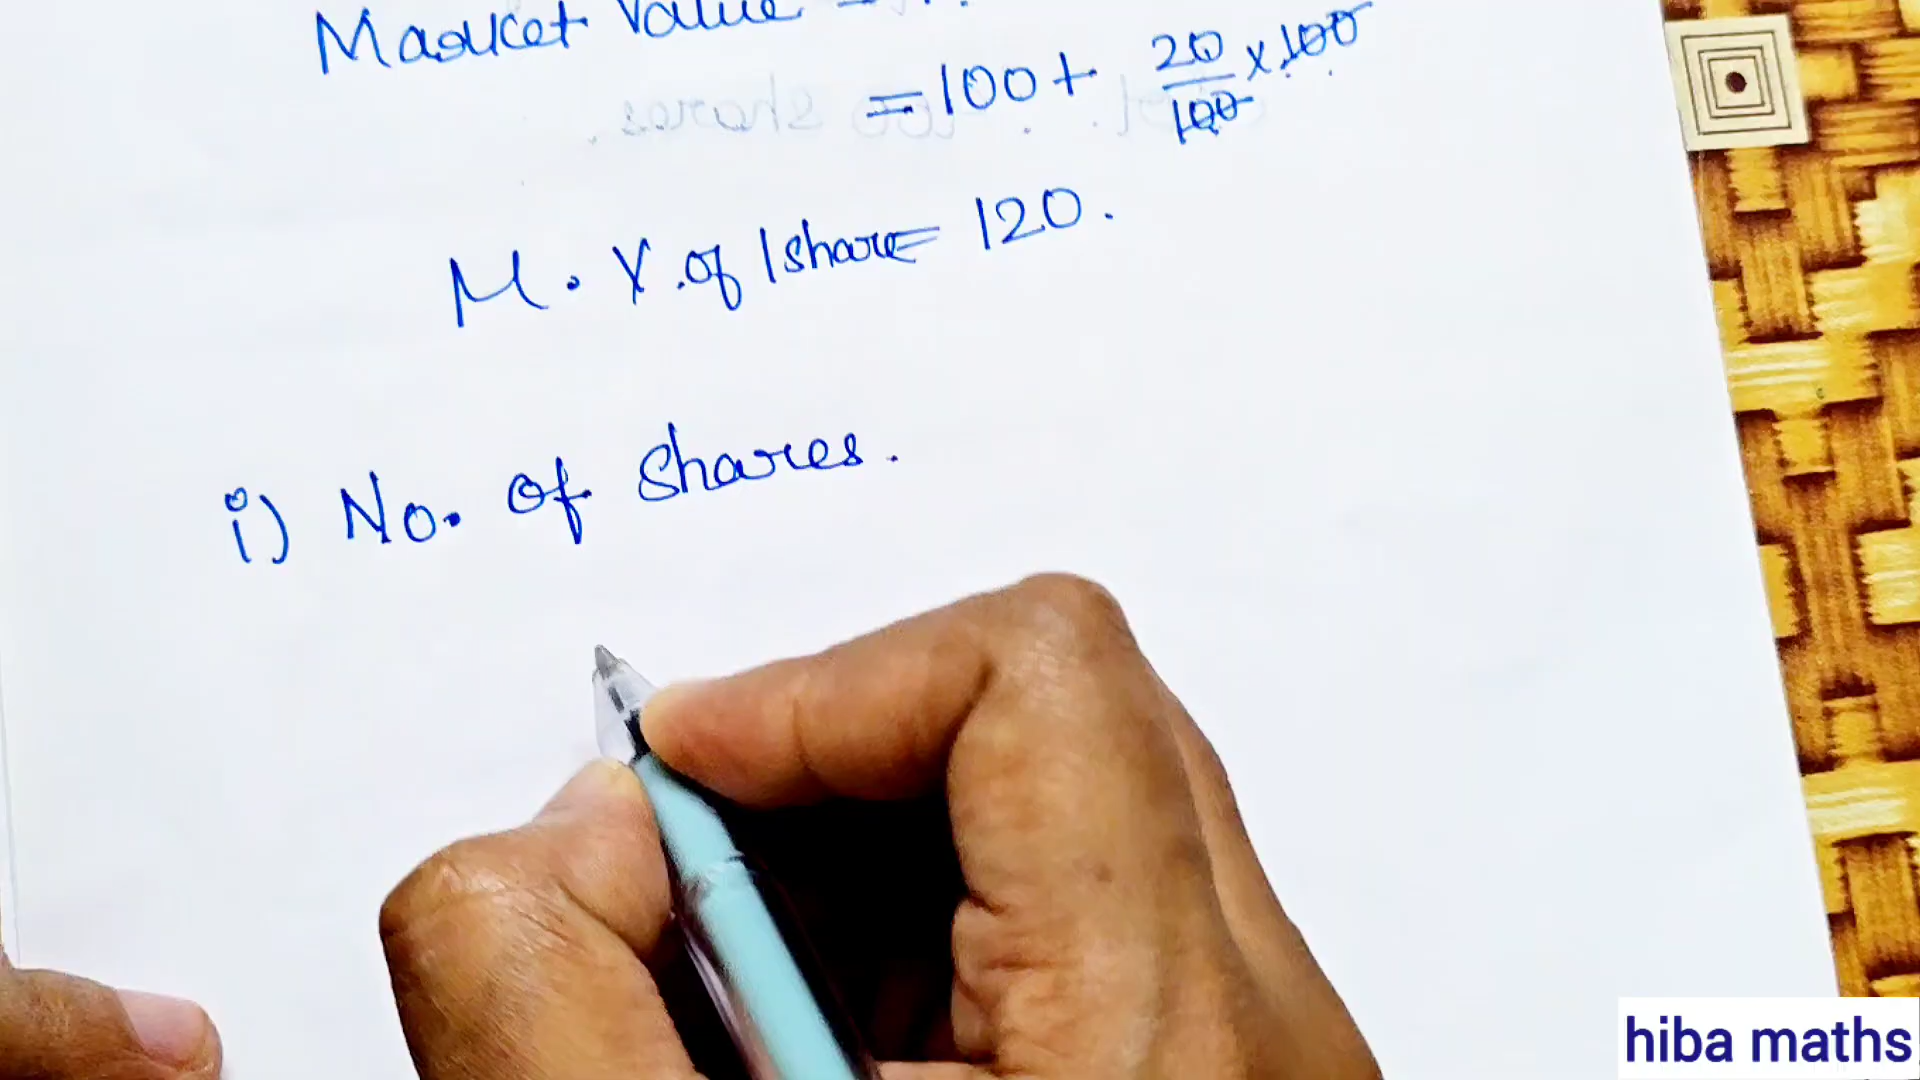 Market Value =
= 100 + 20/100 × 100
M. V. of 1 share = 120.
i) No. of Shares.
hiba maths